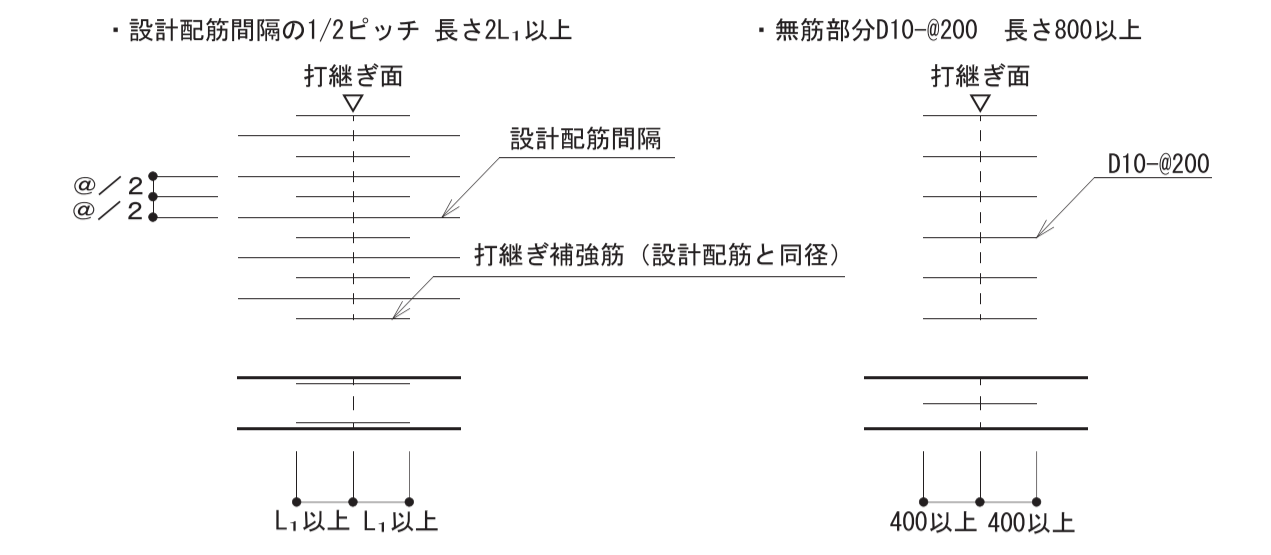 ・設計配筋間隔の1/2ピッチ 長さ2L₁以上
打継ぎ面
設計配筋間隔
@／2
@／2
打継ぎ補強筋（設計配筋と同径）
L₁以上 L₁以上
・無筋部分D10-@200　長さ800以上
打継ぎ面
D10-@200
400以上 400以上